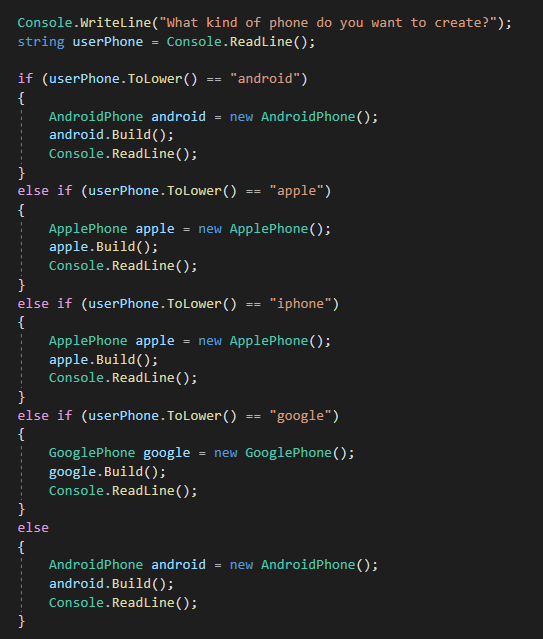 Console.WriteLine("What kind of phone do you want to create?");
string userPhone = Console.ReadLine();

if (userPhone.ToLower() == "android")
{
    AndroidPhone android = new AndroidPhone();
    android.Build();
    Console.ReadLine();
}
else if (userPhone.ToLower() == "apple")
{
    ApplePhone apple = new ApplePhone();
    apple.Build();
    Console.ReadLine();
}
else if (userPhone.ToLower() == "iphone")
{
    ApplePhone apple = new ApplePhone();
    apple.Build();
    Console.ReadLine();
}
else if (userPhone.ToLower() == "google")
{
    GooglePhone google = new GooglePhone();
    google.Build();
    Console.ReadLine();
}
else
{
    AndroidPhone android = new AndroidPhone();
    android.Build();
    Console.ReadLine();
}